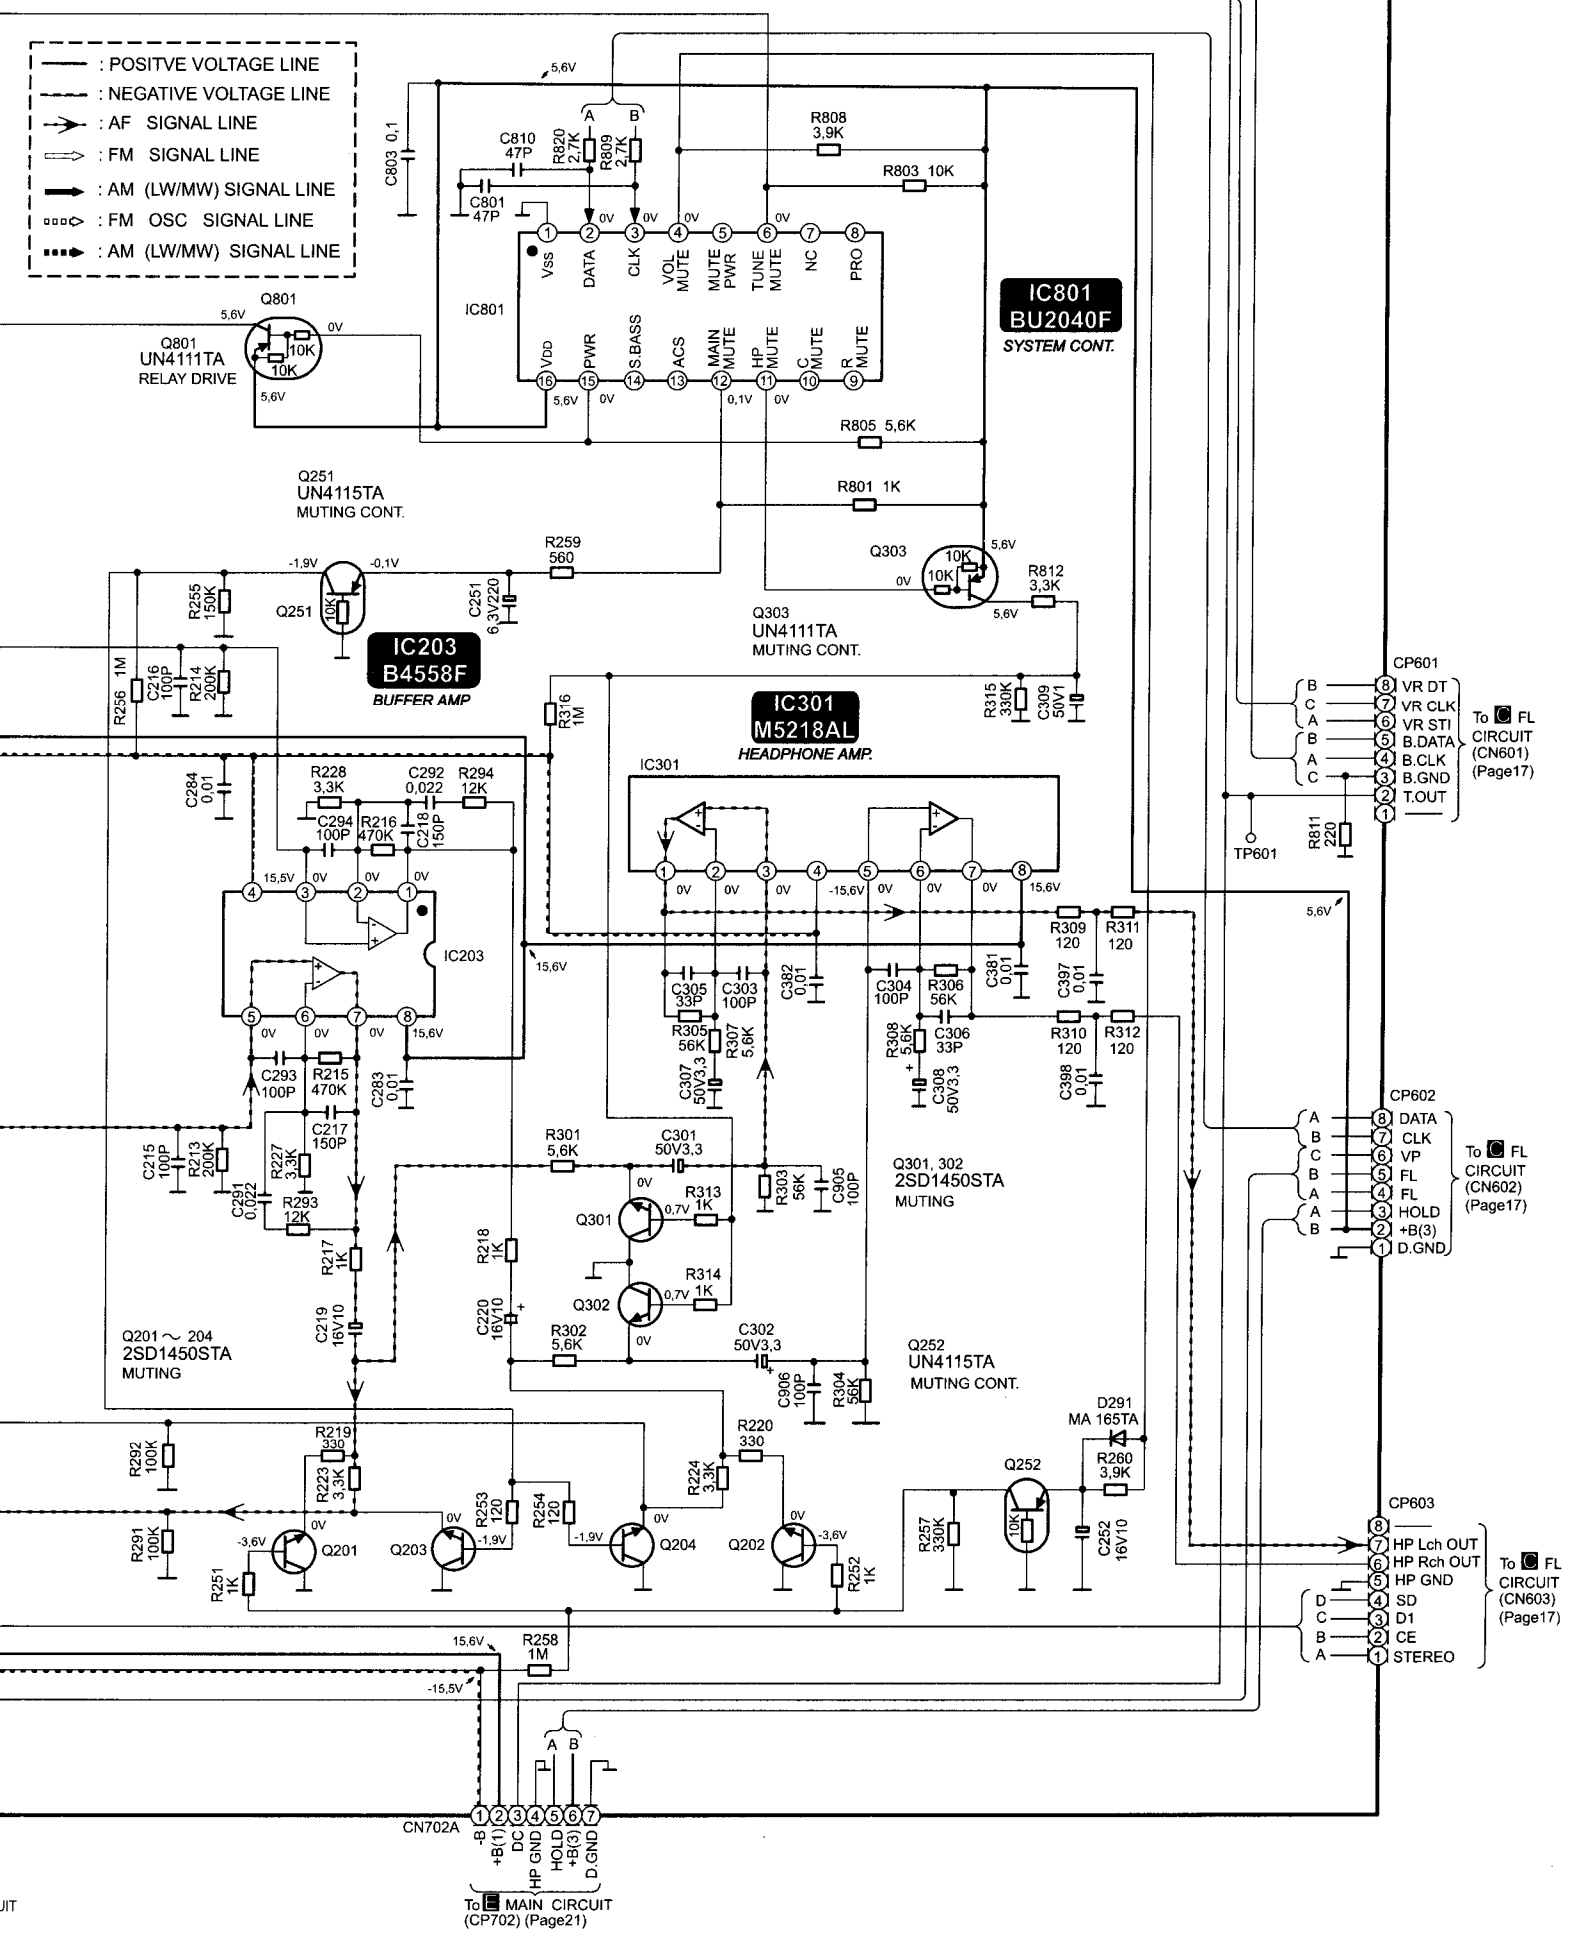 : POSITVE VOLTAGE LINE
: NEGATIVE VOLTAGE LINE
: AF SIGNAL LINE
: FM SIGNAL LINE
: AM (LW/MW) SIGNAL LINE
: FM OSC SIGNAL LINE
: AM (LW/MW) SIGNAL LINE
5,6V
C803 0,1
A
B
C810
47P
R820
2,7K
R809
2,7K
C801
47P
R808
3,9K
R803 10K
0V
0V
0V
0V
1
2
3
4
5
6
7
8
Vss
DATA
CLK
VOL
MUTE
MUTE
PWR
TUNE
MUTE
NC
PRO
IC801
VDD
PWR
S.BASS
ACS
MAIN
MUTE
HP
MUTE
C
MUTE
R
MUTE
16
15
14
13
12
11
10
9
5,6V
0V
0,1V
0V
IC801
BU2040F
SYSTEM CONT.
Q801
5,6V
0V
Q801
UN4111TA
RELAY DRIVE
10K
10K
5,6V
R805 5,6K
R801 1K
Q251
UN4115TA
MUTING CONT.
-1,9V
-0,1V
R259
560
R255
150K
Q251
10K
C251
6,3V220
Q303
10K
10K
5,6V
0V
5,6V
R812
3,3K
Q303
UN4111TA
MUTING CONT.
IC203
B4558F
BUFFER AMP
R256 1M
C216
100P
R214
200K
R316
1M
IC301
M5218AL
HEADPHONE AMP.
R315
330K
C309
50V1
CP601
B
C
A
B
A
C
8 VR DT
7 VR CLK
6 VR STI
5 B.DATA
4 B.CLK
3 B.GND
2 T.OUT
1
To C FL
CIRCUIT
(CN601)
(Page17)
TP601
R811
220
C284
0,01
R228
3,3K
C292
0,022
R294
12K
C294
100P
R216
470K
C218
150P
IC301
+
-
+
-
4
15,5V
3
0V
2
0V
1
0V
-
+
IC203
+
-
5
0V
6
0V
7
0V
8
15,6V
1
0V
2
0V
3
0V
4
-15,6V
5
0V
6
0V
7
0V
8
15,6V
5,6V
15,6V
R309
120
R311
120
C305
33P
C303
100P
C382
0,01
C304
100P
R306
56K
C381
0,01
C397
0,01
R305
56K
R307
5,6K
R308
5,6K
C306
33P
R310
120
R312
120
C307
50V3,3
+
C308
50V3,3
C398
0,01
C293
100P
R215
470K
C283
0,01
C217
150P
C215
100P
R213
200K
R227
3,3K
C291
0,022
R293
12K
R217
1K
R301
5,6K
C301
50V3,3
0V
Q301
0,7V
R313
1K
R303
56K
C905
100P
Q301, 302
2SD1450STA
MUTING
R218
1K
R314
1K
Q302
0,7V
0V
CP602
A
B
C
B
A
A
B
8 DATA
7 CLK
6 VP
5 FL
4 FL
3 HOLD
2 +B(3)
1 D.GND
To C FL
CIRCUIT
(CN602)
(Page17)
Q201 ~ 204
2SD1450STA
MUTING
C219
16V10
C220
16V10
+
R302
5,6K
C302
50V3,3
+
C906
100P
R304
56K
Q252
UN4115TA
MUTING CONT.
D291
MA 165TA
R292
100K
R219
330
R223
3,3K
R220
330
R224
3,3K
Q252
R260
3,9K
R291
100K
-3,6V
0V
Q201
R251
1K
Q203
0V
-1,9V
R253
120
R254
120
-1,9V
0V
Q204
Q202
0V
-3,6V
R252
1K
R257
330K
10K
C252
16V10
CP603
8
7 HP Lch OUT
6 HP Rch OUT
5 HP GND
4 SD
3 D1
2 CE
1 STEREO
D
C
B
A
To C FL
CIRCUIT
(CN603)
(Page17)
15,6V
R258
1M
-15,5V
A
B
CN702A
1
2
3
4
5
6
7
-B
+B(1)
DC
HP GND
HOLD
+B(3)
D.GND
To E MAIN CIRCUIT
(CP702) (Page21)
UIT